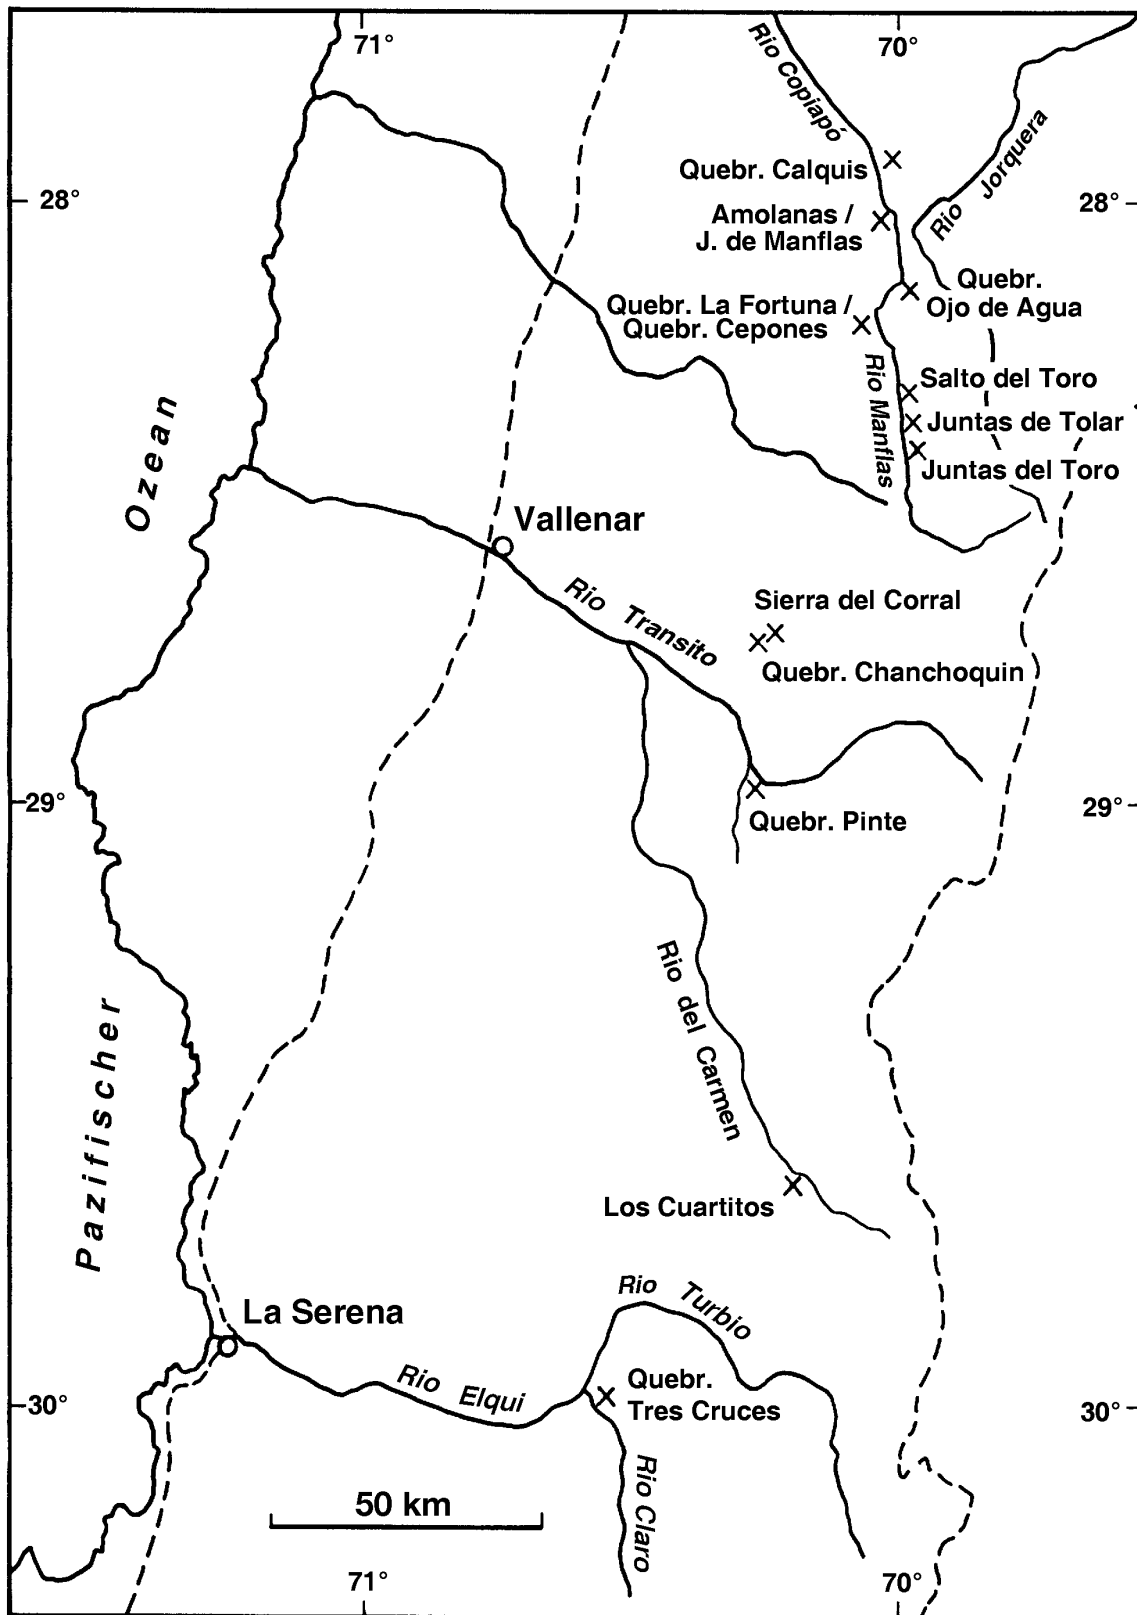 71°
70°
Rio Copiapó
Rio Jorquera
Quebr. Calquis
28°
28°
Amolanas /
J. de Manflas
Quebr.
Ojo de Agua
Quebr. La Fortuna /
Quebr. Cepones
Rio Manflas
Salto del Toro
Juntas de Tolar
Juntas del Toro
Pazifischer Ozean
Vallenar
Rio Transito
Sierra del Corral
Quebr. Chanchoquin
29°
29°
Quebr. Pinte
Rio del Carmen
Los Cuartitos
Rio Turbio
La Serena
Rio Elqui
Quebr.
Tres Cruces
30°
30°
Rio Claro
50 km
71°
70°